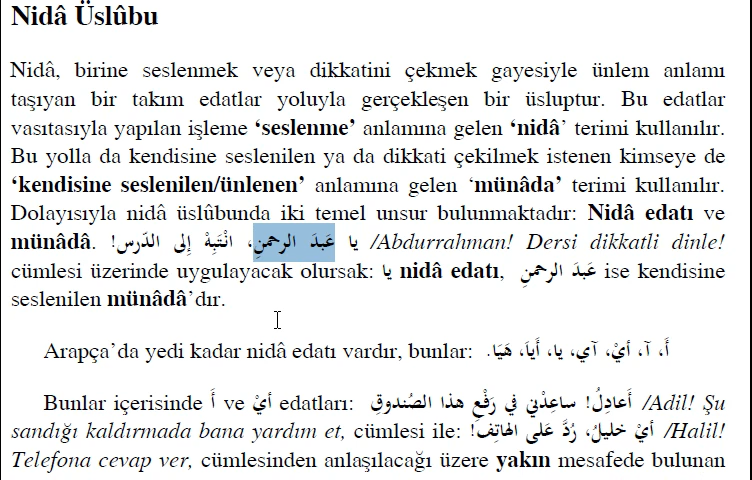 Nidâ Üslûbu
Nidâ, birine seslenmek veya dikkatini çekmek gayesiyle ünlem anlamı
taşıyan bir takım edatlar yoluyla gerçekleşen bir üsluptur. Bu edatlar
vasıtasıyla yapılan işleme ‘seslenme’ anlamına gelen ‘nidâ’ terimi kullanılır.
Bu yolla da kendisine seslenilen ya da dikkati çekilmek istenen kimseye de
‘kendisine seslenilen/ünlenen’ anlamına gelen ‘münâda’ terimi kullanılır.
Dolayısıyla nidâ üslûbunda iki temel unsur bulunmaktadır: Nidâ edatı ve
münâdâ. يا عَبدَ الرحمنِ، انْتَبِهْ إِلى الدّرسِ! /Abdurrahman! Dersi dikkatli dinle!
cümlesi üzerinde uygulayacak olursak: يا nidâ edatı, عَبدَ الرحمنِ ise kendisine
seslenilen münâdâ’dır.
Arapça’da yedi kadar nidâ edatı vardır, bunlar: أَ، آ، أيْ، آي، يا، أَياَ، هَيَا.
Bunlar içerisinde أَ ve أيْ edatları: أَعادِلُ! ساعِدْني في رَفْعِ هذا الصُندوقِ /Adil! Şu
sandığı kaldırmada bana yardım et, cümlesi ile: أيْ خليلُ، رُدَّ عَلى الهاتِفِ! /Halil!
Telefona cevap ver, cümlesinden anlaşılacağı üzere yakın mesafede bulunan